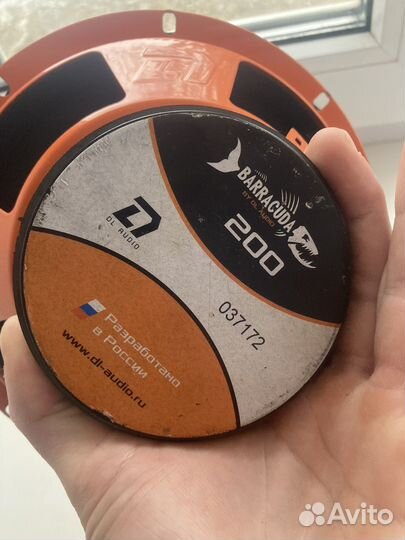 BARRACUDA
BY DL AUDIO
200
DL AUDIO
037172
Разработано
в России
www.dl-audio.ru
Avito